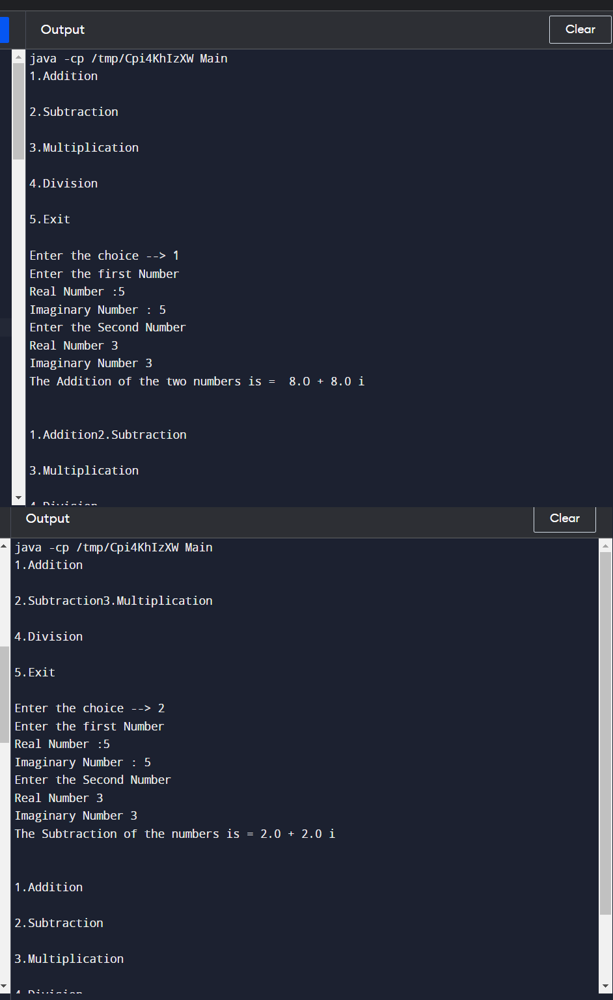 Output
Clear
java -cp /tmp/Cpi4KhIzXW Main
1.Addition
2.Subtraction
3.Multiplication
4.Division
5.Exit
Enter the choice --> 1
Enter the first Number
Real Number :5
Imaginary Number : 5
Enter the Second Number
Real Number 3
Imaginary Number 3
The Addition of the two numbers is =  8.0 + 8.0 i
1.Addition2.Subtraction
3.Multiplication
4.Division
Output
Clear
java -cp /tmp/Cpi4KhIzXW Main
1.Addition
2.Subtraction3.Multiplication
4.Division
5.Exit
Enter the choice --> 2
Enter the first Number
Real Number :5
Imaginary Number : 5
Enter the Second Number
Real Number 3
Imaginary Number 3
The Subtraction of the numbers is = 2.0 + 2.0 i
1.Addition
2.Subtraction
3.Multiplication
4.Division